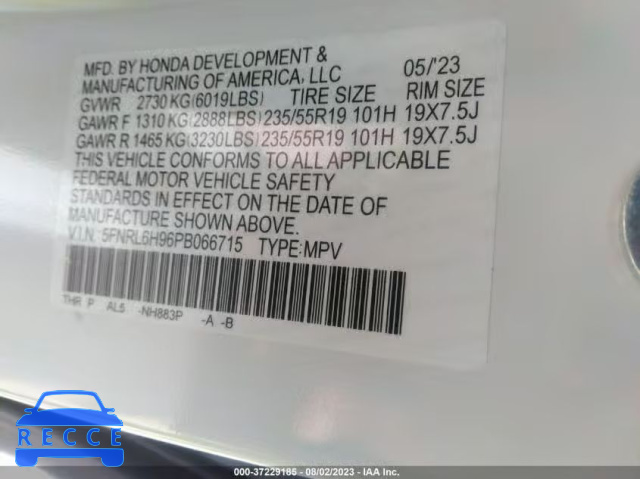 MFD. BY HONDA DEVELOPMENT &
MANUFACTURING OF AMERICA, LLC 05/'23
GVWR 2730 KG(6019LBS) TIRE SIZE RIM SIZE
GAWR F 1310 KG(2888LBS) 235/55R19 101H 19X7.5J
GAWR R 1465 KG(3230LBS) 235/55R19 101H 19X7.5J
THIS VEHICLE CONFORMS TO ALL APPLICABLE
FEDERAL MOTOR VEHICLE SAFETY
STANDARDS IN EFFECT ON THE DATE OF
MANUFACTURE SHOWN ABOVE.
V.I.N. 5FNRL6H96PB066715 TYPE: MPV
THR P AL5 -NH883P -A -B
RECCE
000-37229185 - 08/02/2023 - IAA Inc.